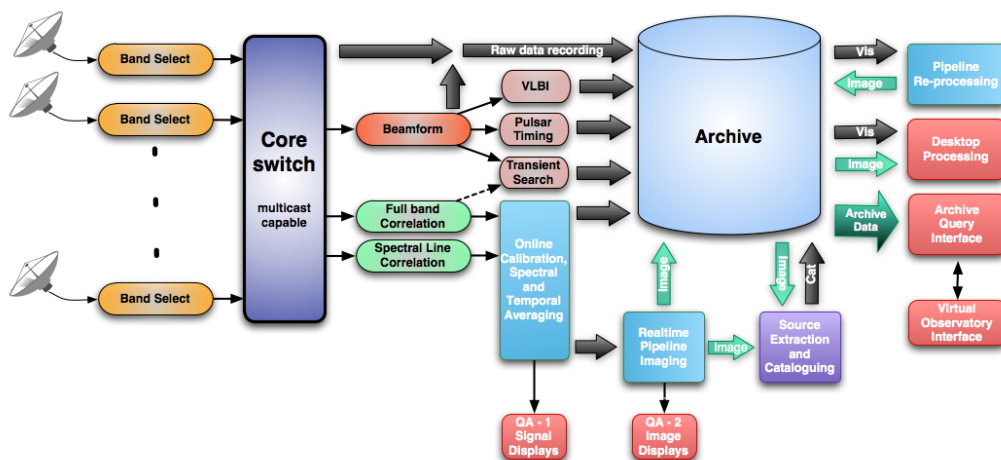 Band Select
Band Select
Band Select
Core
switch
multicast
capable
Raw data recording
Beamform
VLBI
Pulsar
Timing
Transient
Search
Full band
Correlation
Spectral Line
Correlation
Online
Calibration,
Spectral
and
Temporal
Averaging
QA - 1
Signal
Displays
Realtime
Pipeline
Imaging
QA - 2
Image
Displays
Image
Image
Archive
Image
Cat
Source
Extraction
and
Cataloguing
Vis
Image
Pipeline
Re-processing
Vis
Image
Desktop
Processing
Archive
Data
Archive
Query
Interface
Virtual
Observatory
Interface